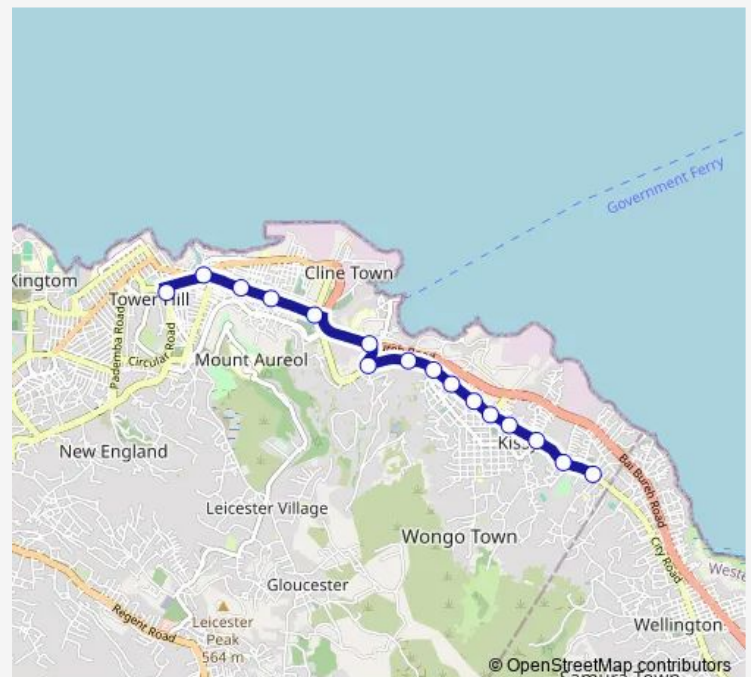 Government Ferry
Kingtom
Cline Town
Tower Hill
Pademba Road
Circular Road
Mount Aureol
New England
Kissy
Bai Bureh Road
Leicester Village
Wongo Town
City Road
Gloucester
Regent Road
Leicester
Peak
564 m
Wellington
© OpenStreetMap contributors